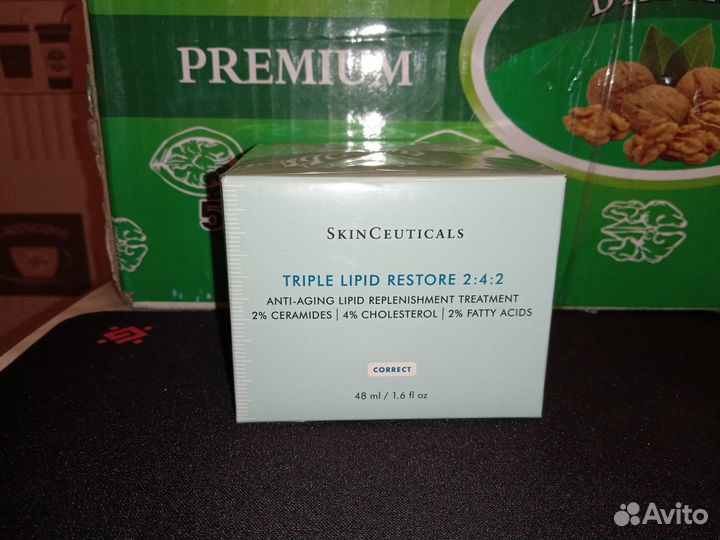 PREMIUM
SKINCEUTICALS
TRIPLE LIPID RESTORE 2:4:2
ANTI-AGING LIPID REPLENISHMENT TREATMENT
2% CERAMIDES | 4% CHOLESTEROL | 2% FATTY ACIDS
CORRECT
48 ml / 1.6 fl oz
Avito